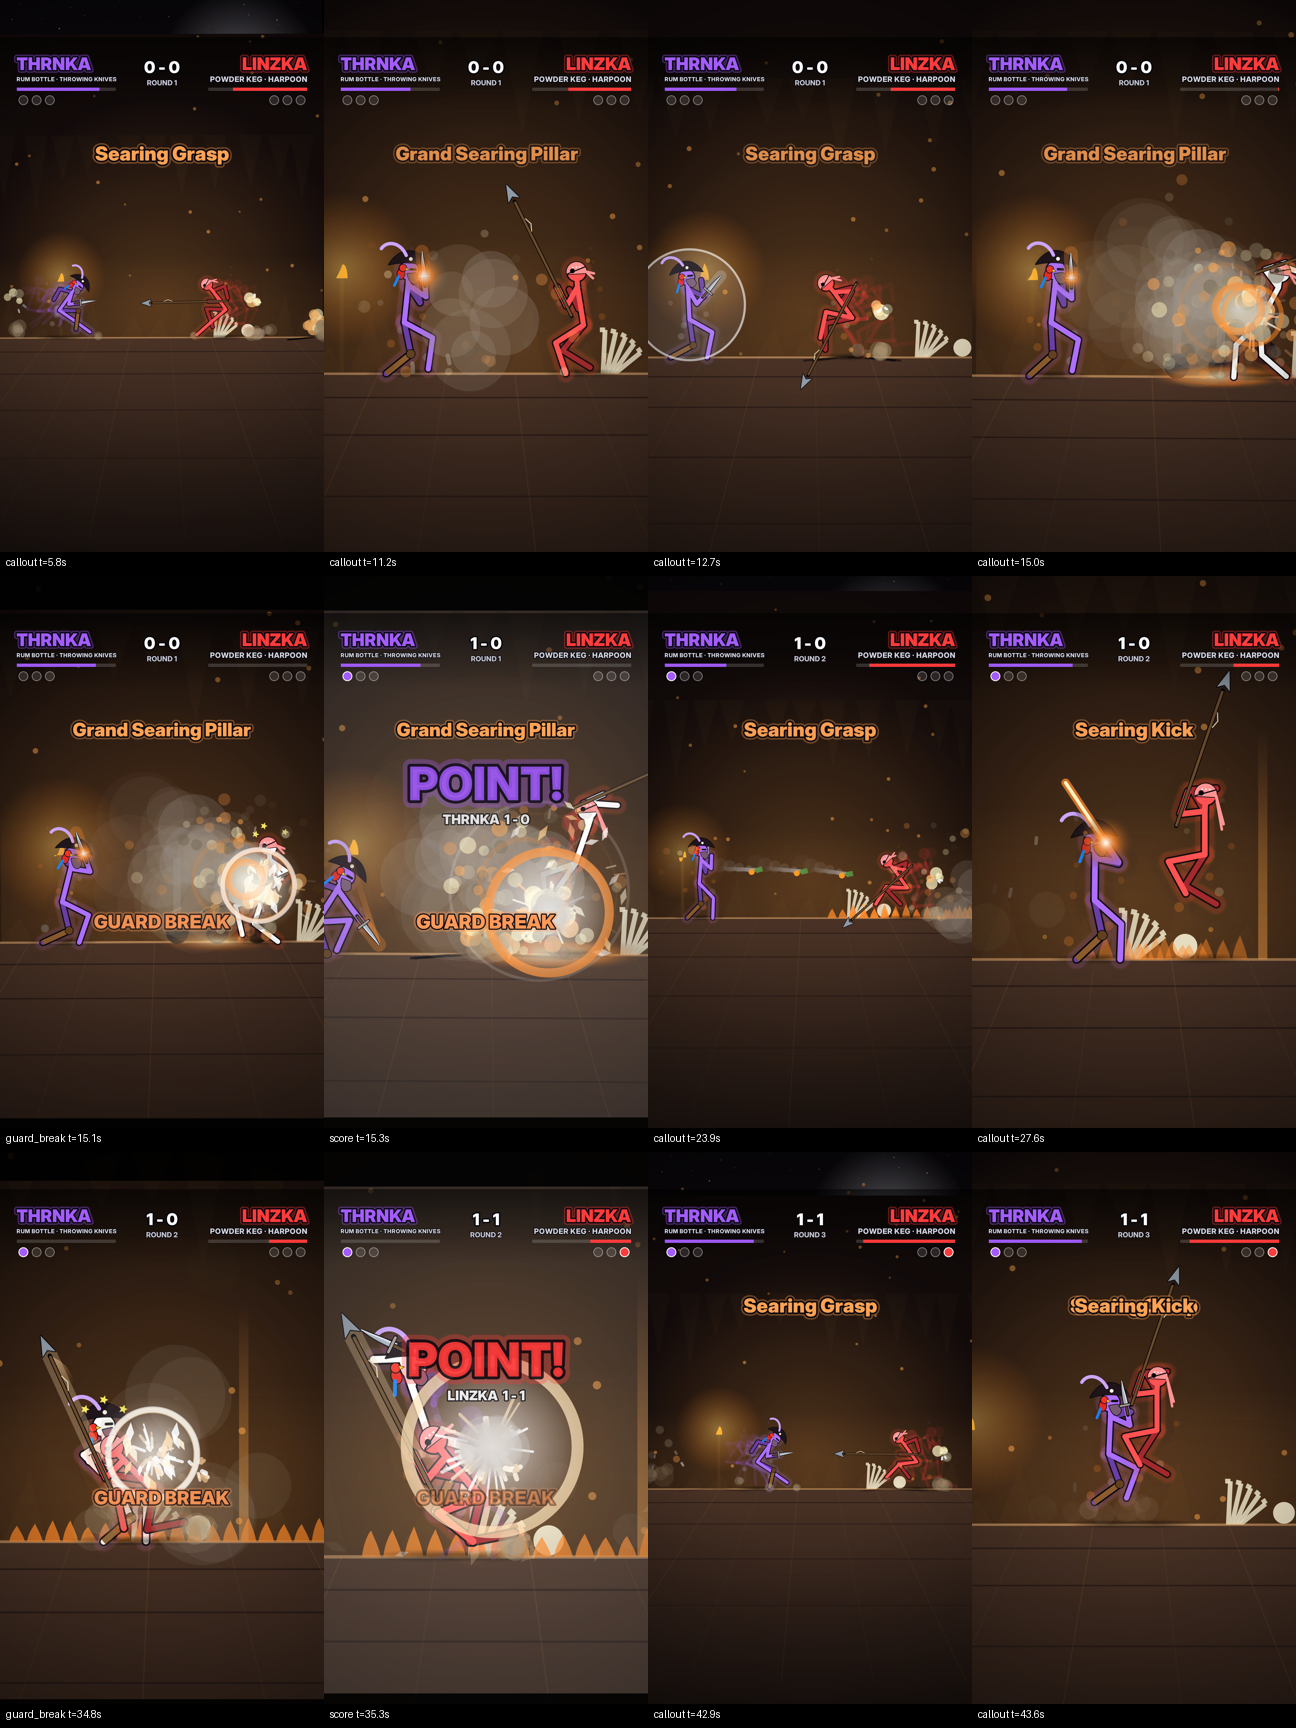 THRNKA
0-0
LINZKA
RUM BOTTLE · THROWING KNIVES
ROUND 1
POWDER KEG · HARPOON
Searing Grasp
callout t=5.8s
THRNKA
0-0
LINZKA
RUM BOTTLE · THROWING KNIVES
ROUND 1
POWDER KEG · HARPOON
Grand Searing Pillar
callout t=11.2s
THRNKA
0-0
LINZKA
RUM BOTTLE · THROWING KNIVES
ROUND 1
POWDER KEG · HARPOON
Searing Grasp
callout t=12.7s
THRNKA
0-0
LINZKA
RUM BOTTLE · THROWING KNIVES
ROUND 1
POWDER KEG · HARPOON
Grand Searing Pillar
callout t=15.0s
THRNKA
0-0
LINZKA
RUM BOTTLE · THROWING KNIVES
ROUND 1
POWDER KEG · HARPOON
Grand Searing Pillar
GUARD BREAK
guard_break t=15.1s
THRNKA
1-0
LINZKA
RUM BOTTLE · THROWING KNIVES
ROUND 1
POWDER KEG · HARPOON
Grand Searing Pillar
POINT!
THRNKA 1-0
GUARD BREAK
score t=15.3s
THRNKA
1-0
LINZKA
RUM BOTTLE · THROWING KNIVES
ROUND 2
POWDER KEG · HARPOON
Searing Grasp
callout t=23.9s
THRNKA
1-0
LINZKA
RUM BOTTLE · THROWING KNIVES
ROUND 2
POWDER KEG · HARPOON
Searing Kick
callout t=27.6s
THRNKA
1-0
LINZKA
RUM BOTTLE · THROWING KNIVES
ROUND 2
POWDER KEG · HARPOON
GUARD BREAK
guard_break t=34.8s
THRNKA
1-1
LINZKA
RUM BOTTLE · THROWING KNIVES
ROUND 2
POWDER KEG · HARPOON
POINT!
LINZKA 1-1
GUARD BREAK
score t=35.3s
THRNKA
1-1
LINZKA
RUM BOTTLE · THROWING KNIVES
ROUND 3
POWDER KEG · HARPOON
Searing Grasp
callout t=42.9s
THRNKA
1-1
LINZKA
RUM BOTTLE · THROWING KNIVES
ROUND 3
POWDER KEG · HARPOON
Searing Kick
callout t=43.6s